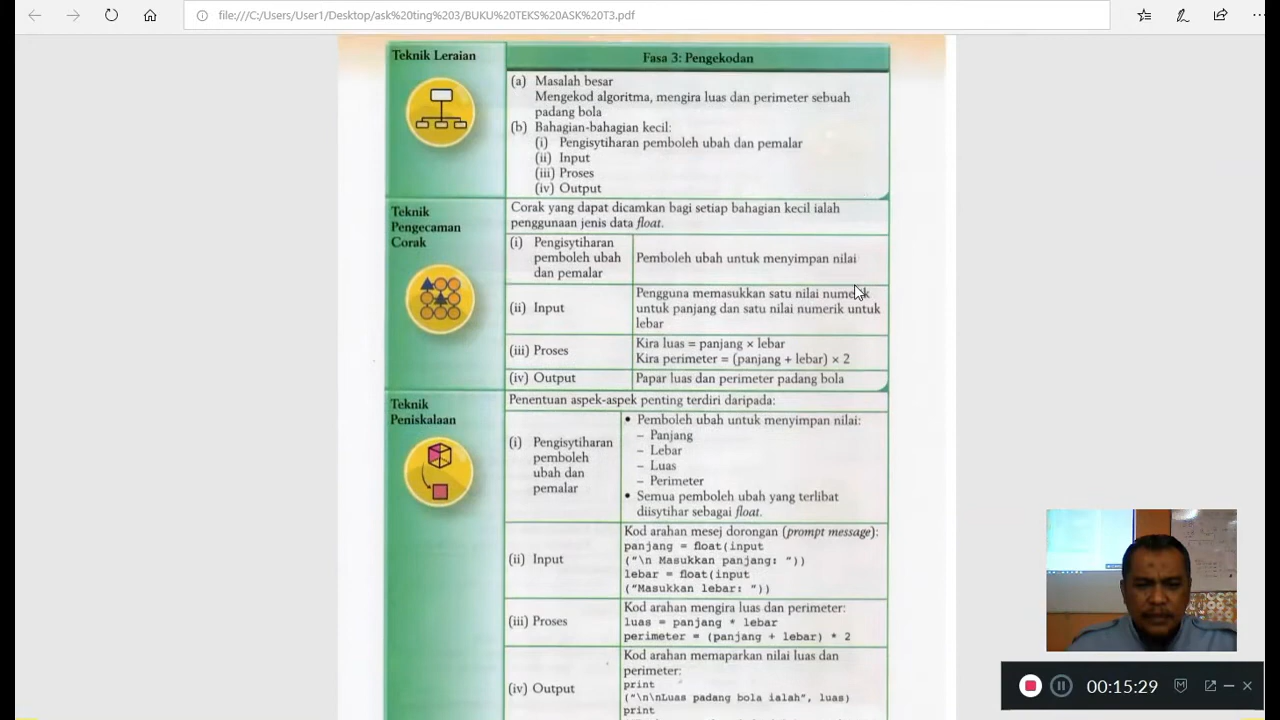 file:///C:/Users/User1/Desktop/ask%20ting%203/BUKU%20TEKS%20ASK%20T3.pdf
Teknik Leraian
Fasa 3: Pengekodan
(a) Masalah besar
Mengekod algoritma, mengira luas dan perimeter sebuah
padang bola
(b) Bahagian-bahagian kecil:
(i) Pengisytiharan pemboleh ubah dan pemalar
(ii) Input
(iii) Proses
(iv) Output
Teknik
Pengecaman
Corak
Corak yang dapat dicamkan bagi setiap bahagian kecil ialah
penggunaan jenis data float.
(i) Pengisytiharan
pemboleh ubah
dan pemalar
Pemboleh ubah untuk menyimpan nilai
(ii) Input
Pengguna memasukkan satu nilai numerik
untuk panjang dan satu nilai numerik untuk
lebar
(iii) Proses
Kira luas = panjang × lebar
Kira perimeter = (panjang + lebar) × 2
(iv) Output
Papar luas dan perimeter padang bola
Teknik
Peniskalaan
Penentuan aspek-aspek penting terdiri daripada:
(i) Pengisytiharan
pemboleh
ubah dan
pemalar
• Pemboleh ubah untuk menyimpan nilai:
– Panjang
– Lebar
– Luas
– Perimeter
• Semua pemboleh ubah yang terlibat
diisytihar sebagai float.
(ii) Input
Kod arahan mesej dorongan (prompt message):
panjang = float(input
("\n Masukkan panjang: "))
lebar = float(input
("Masukkan lebar: "))
(iii) Proses
Kod arahan mengira luas dan perimeter:
luas = panjang * lebar
perimeter = (panjang + lebar) * 2
(iv) Output
Kod arahan memaparkan nilai luas dan
perimeter:
print
("\n\nLuas padang bola ialah", luas)
print
00:15:29